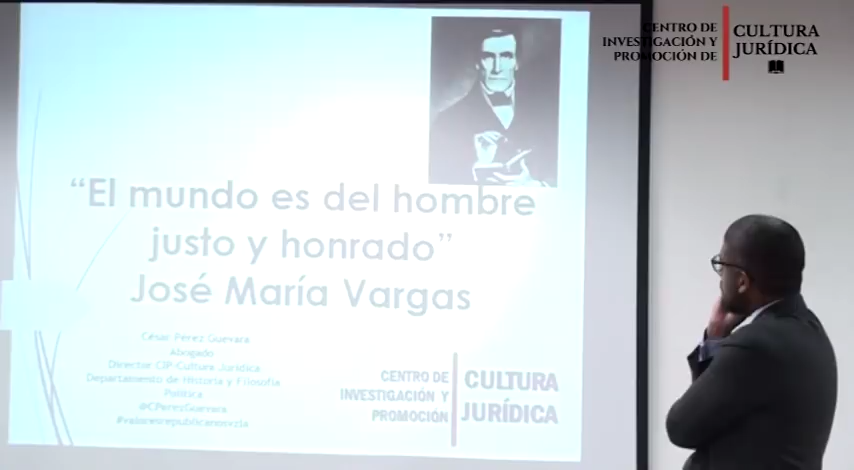 CENTRO DE
INVESTIGACIÓN Y
PROMOCIÓN DE
CULTURA
JURÍDICA
“El mundo es del hombre
justo y honrado”
José María Vargas
César Pérez Guevara
Abogado
Director CIP-Cultura Jurídica
Departamento de Historia y Filosofía
Política
@CPerezGuevara
#valoresrepublicanosvzla
CENTRO DE
INVESTIGACIÓN Y
PROMOCIÓN
CULTURA
JURÍDICA